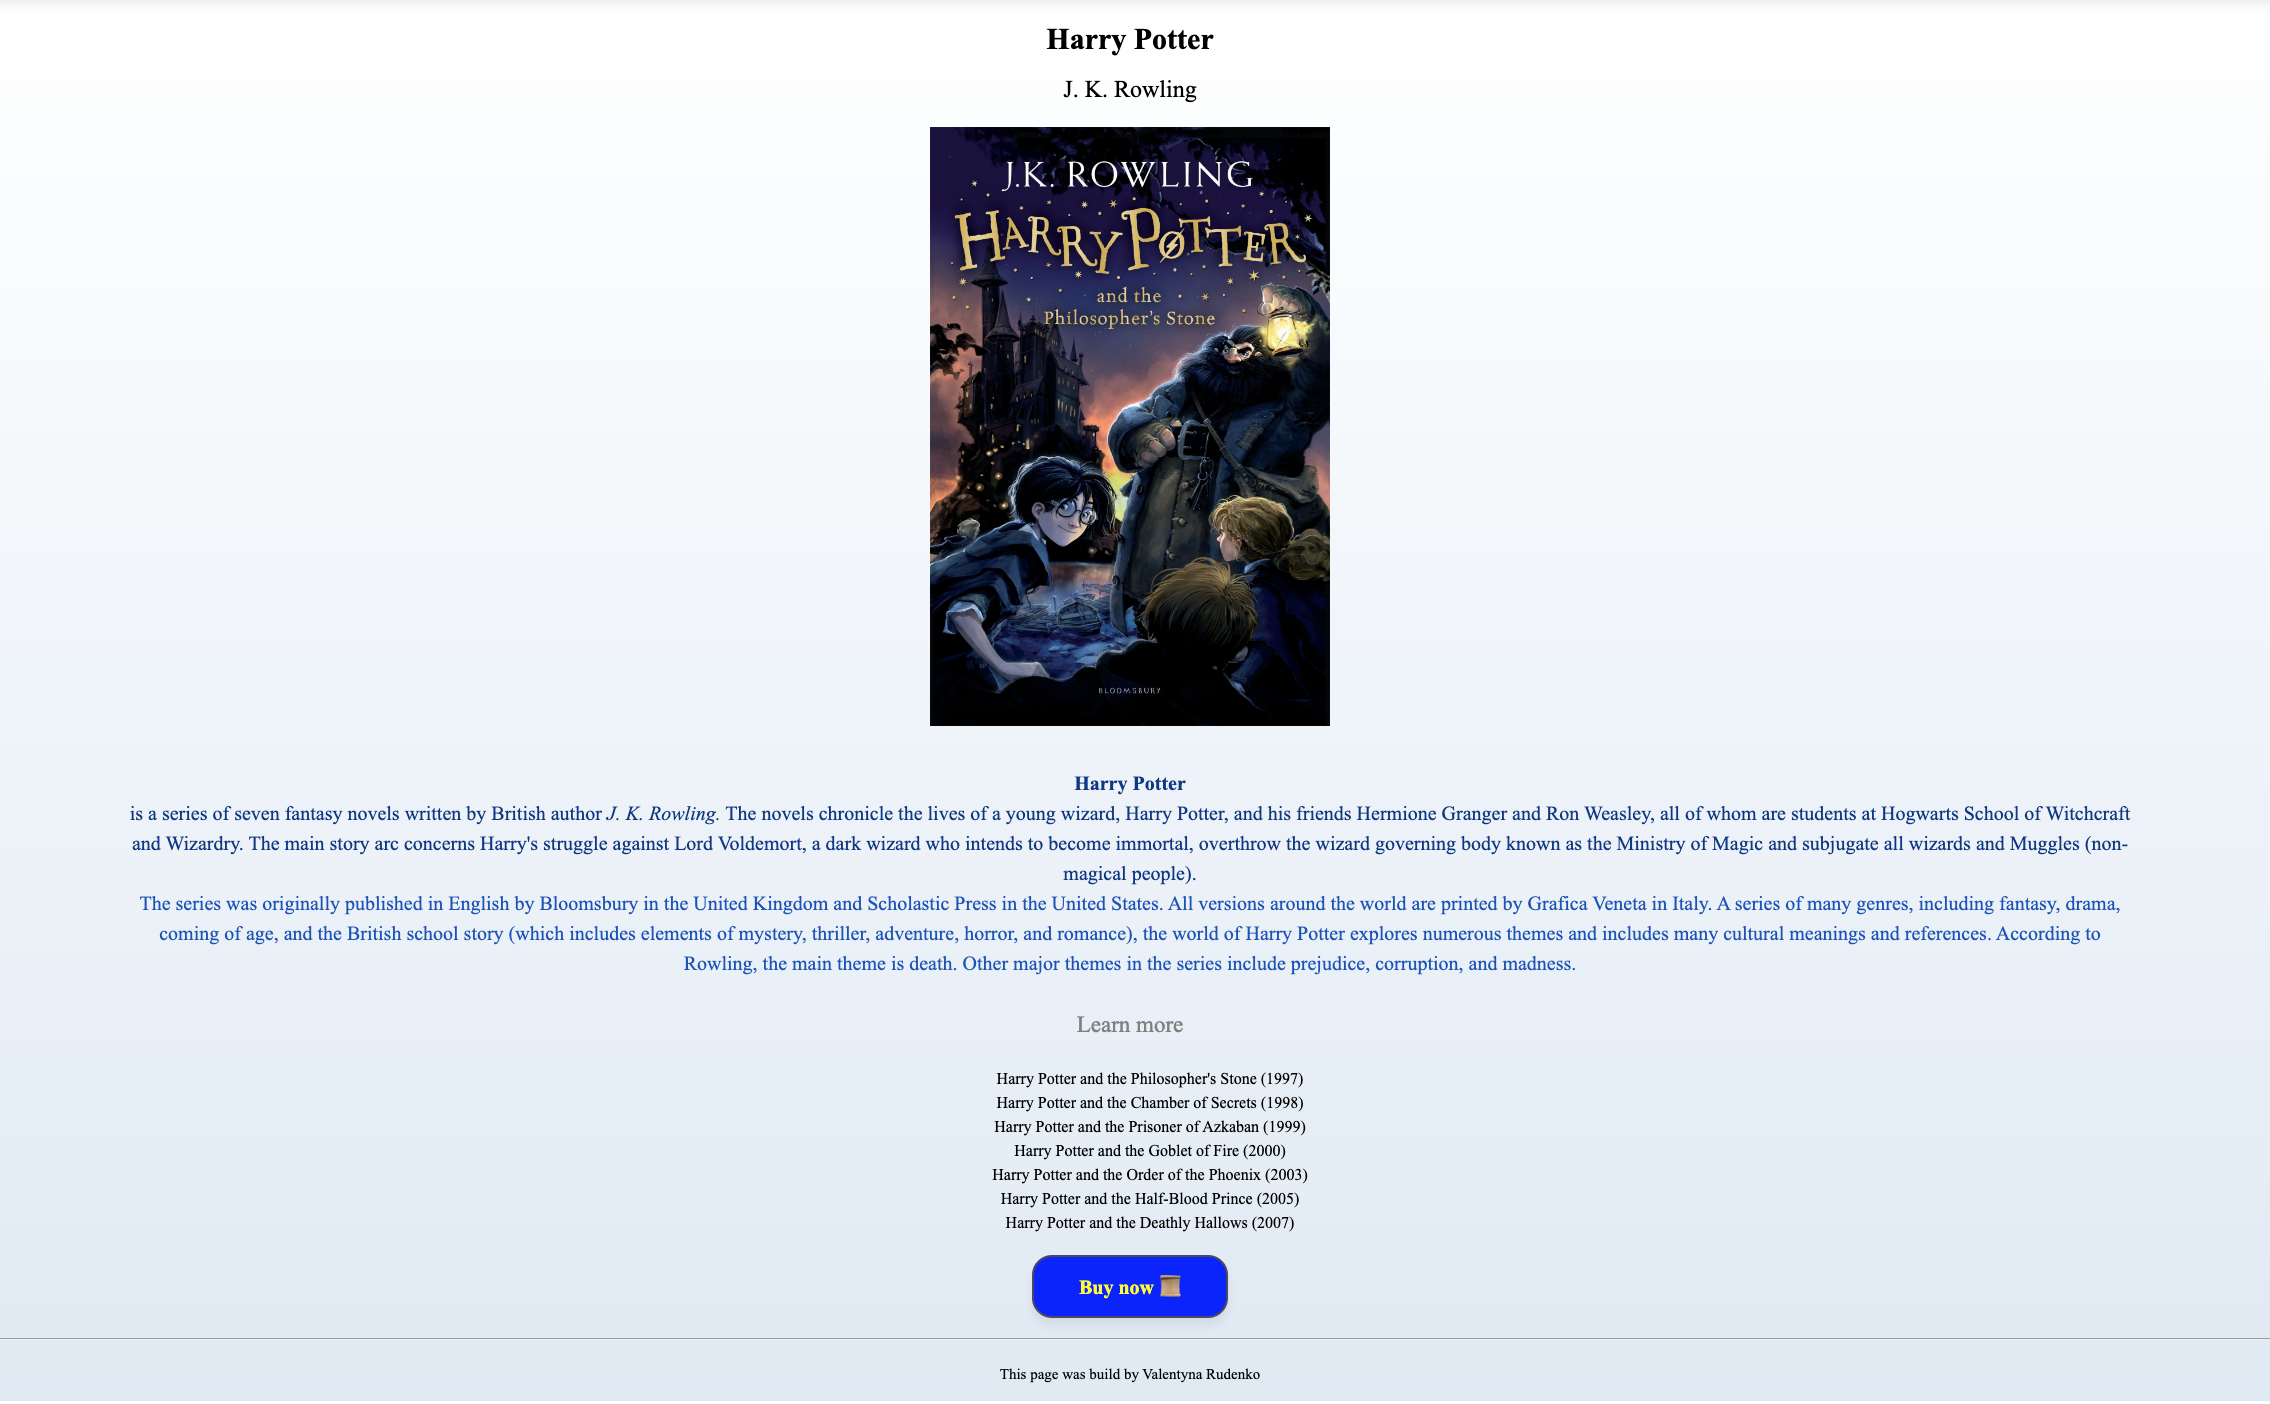 Harry Potter
J. K. Rowling
J.K. ROWLING
HARRY POTTER
and the
Philosopher's Stone
BLOOMSBURY
Harry Potter
is a series of seven fantasy novels written by British author J. K. Rowling. The novels chronicle the lives of a young wizard, Harry Potter, and his friends Hermione Granger and Ron Weasley, all of whom are students at Hogwarts School of Witchcraft
and Wizardry. The main story arc concerns Harry's struggle against Lord Voldemort, a dark wizard who intends to become immortal, overthrow the wizard governing body known as the Ministry of Magic and subjugate all wizards and Muggles (non-
magical people).
The series was originally published in English by Bloomsbury in the United Kingdom and Scholastic Press in the United States. All versions around the world are printed by Grafica Veneta in Italy. A series of many genres, including fantasy, drama,
coming of age, and the British school story (which includes elements of mystery, thriller, adventure, horror, and romance), the world of Harry Potter explores numerous themes and includes many cultural meanings and references. According to
Rowling, the main theme is death. Other major themes in the series include prejudice, corruption, and madness.
Learn more
Harry Potter and the Philosopher's Stone (1997)
Harry Potter and the Chamber of Secrets (1998)
Harry Potter and the Prisoner of Azkaban (1999)
Harry Potter and the Goblet of Fire (2000)
Harry Potter and the Order of the Phoenix (2003)
Harry Potter and the Half-Blood Prince (2005)
Harry Potter and the Deathly Hallows (2007)
Buy now
This page was build by Valentyna Rudenko